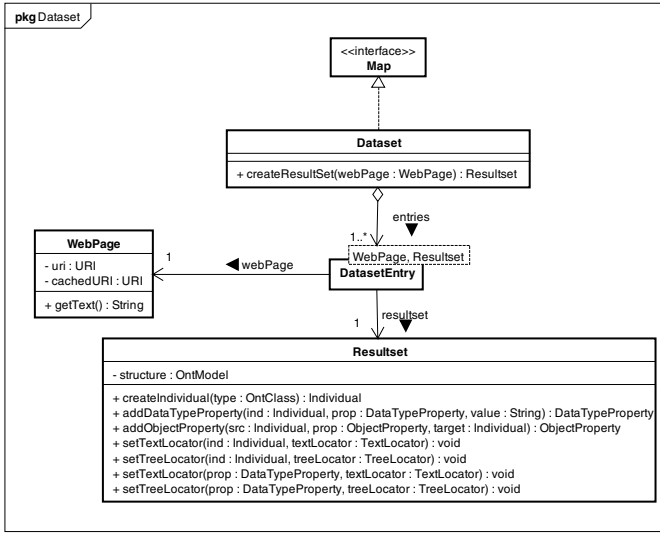 pkg Dataset
<<interface>>
Map
Dataset
+ createResultSet(webPage : WebPage) : Resultset
entries
1..*
WebPage, Resultset
DatasetEntry
WebPage
- uri : URI
- cachedURI : URI
+ getText() : String
1
webPage
resultset
1
Resultset
- structure : OntModel
+ createIndividual(type : OntClass) : Individual
+ addDataTypeProperty(ind : Individual, prop : DataTypeProperty, value : String) : DataTypeProperty
+ addObjectProperty(src : Individual, prop : ObjectProperty, target : Individual) : ObjectProperty
+ setTextLocator(ind : Individual, textLocator : TextLocator) : void
+ setTreeLocator(ind : Individual, treeLocator : TreeLocator) : void
+ setTextLocator(prop : DataTypeProperty, textLocator : TextLocator) : void
+ setTreeLocator(prop : DataTypeProperty, treeLocator : TreeLocator) : void